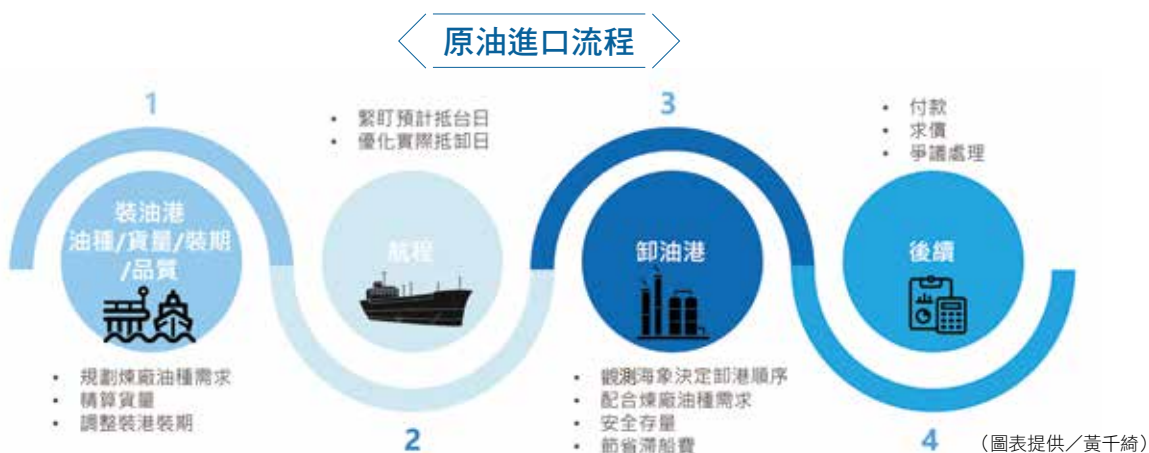 原油進口流程
1
裝油港
油種/貨量/裝期
/品質
• 規劃煉廠油種需求
• 精算貨量
• 調整裝港裝期
• 緊盯預計抵台日
• 優化實際抵卸日
航程
2
3
卸油港
• 觀測海象決定卸港順序
• 配合煉廠油種需求
• 安全存量
• 節省滯船費
• 付款
• 求償
• 爭議處理
後續
4
（圖表提供／黃千綺）